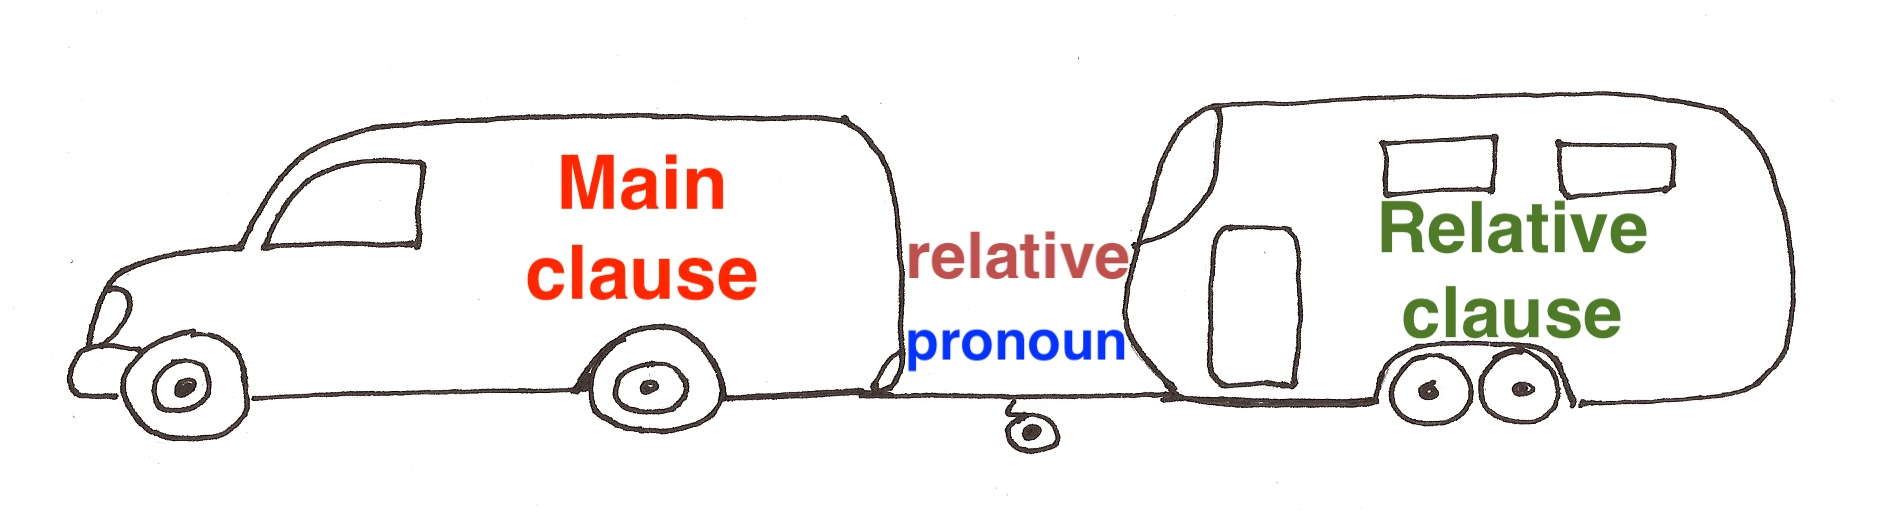 Main
clause
relative
pronoun
Relative
clause